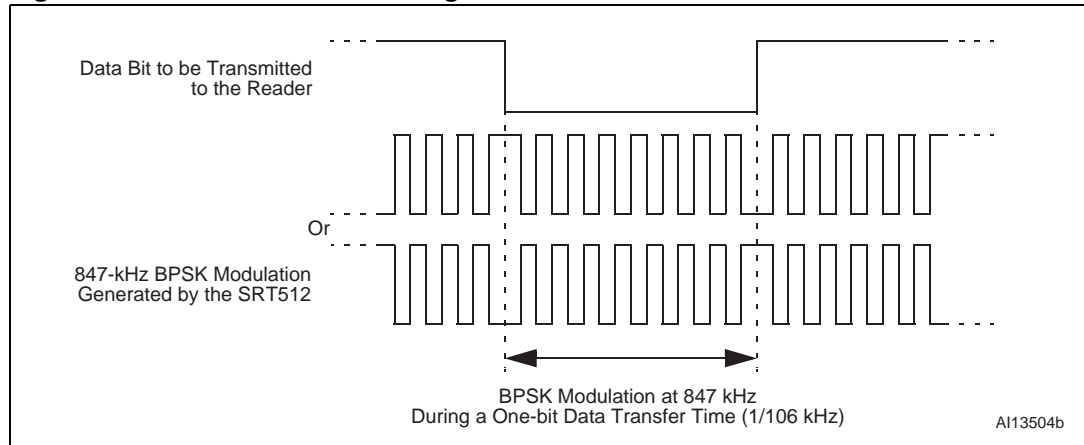 Data Bit to be Transmitted
to the Reader
Or
847-kHz BPSK Modulation
Generated by the SRT512
BPSK Modulation at 847 kHz
During a One-bit Data Transfer Time (1/106 kHz)
AI13504b